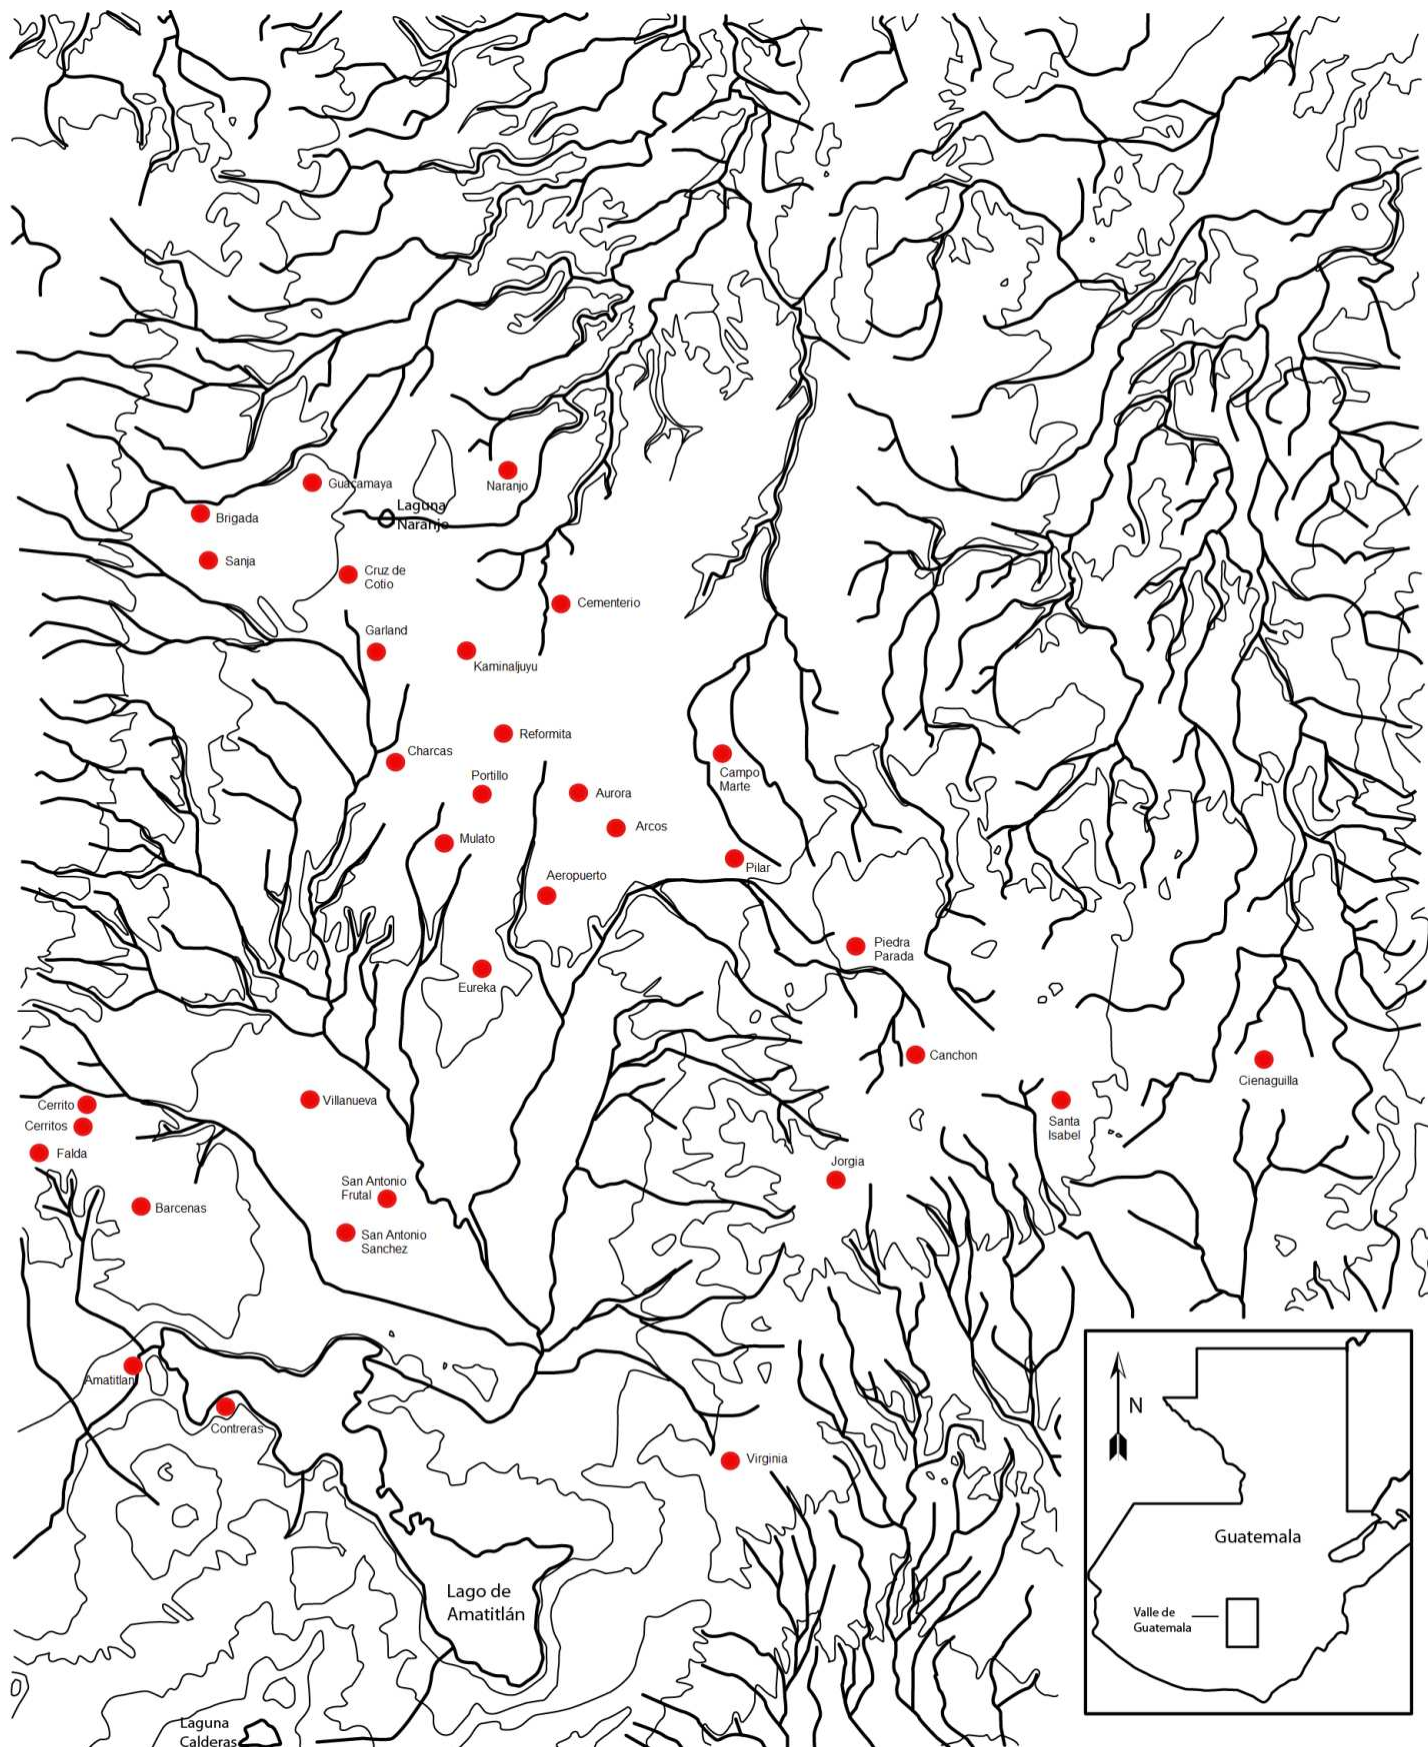 Guacamaya
Naranjo
Laguna
Naranjo
Brigada
Sanja
Cruz de
Cotio
Cementerio
Garland
Kaminaljuyu
Reformita
Charcas
Portillo
Campo
Marte
Aurora
Arcos
Mulato
Pilar
Aeropuerto
Piedra
Parada
Eureka
Canchon
Cienaguilla
Cerrito
Villanueva
Cerritos
Santa
Isabel
Falda
Jorgia
San Antonio
Frutal
Barcenas
San Antonio
Sanchez
Amatitlan
Contreras
Virginia
N
Guatemala
Valle de
Guatemala
Lago de
Amatitlán
Laguna
Calderas